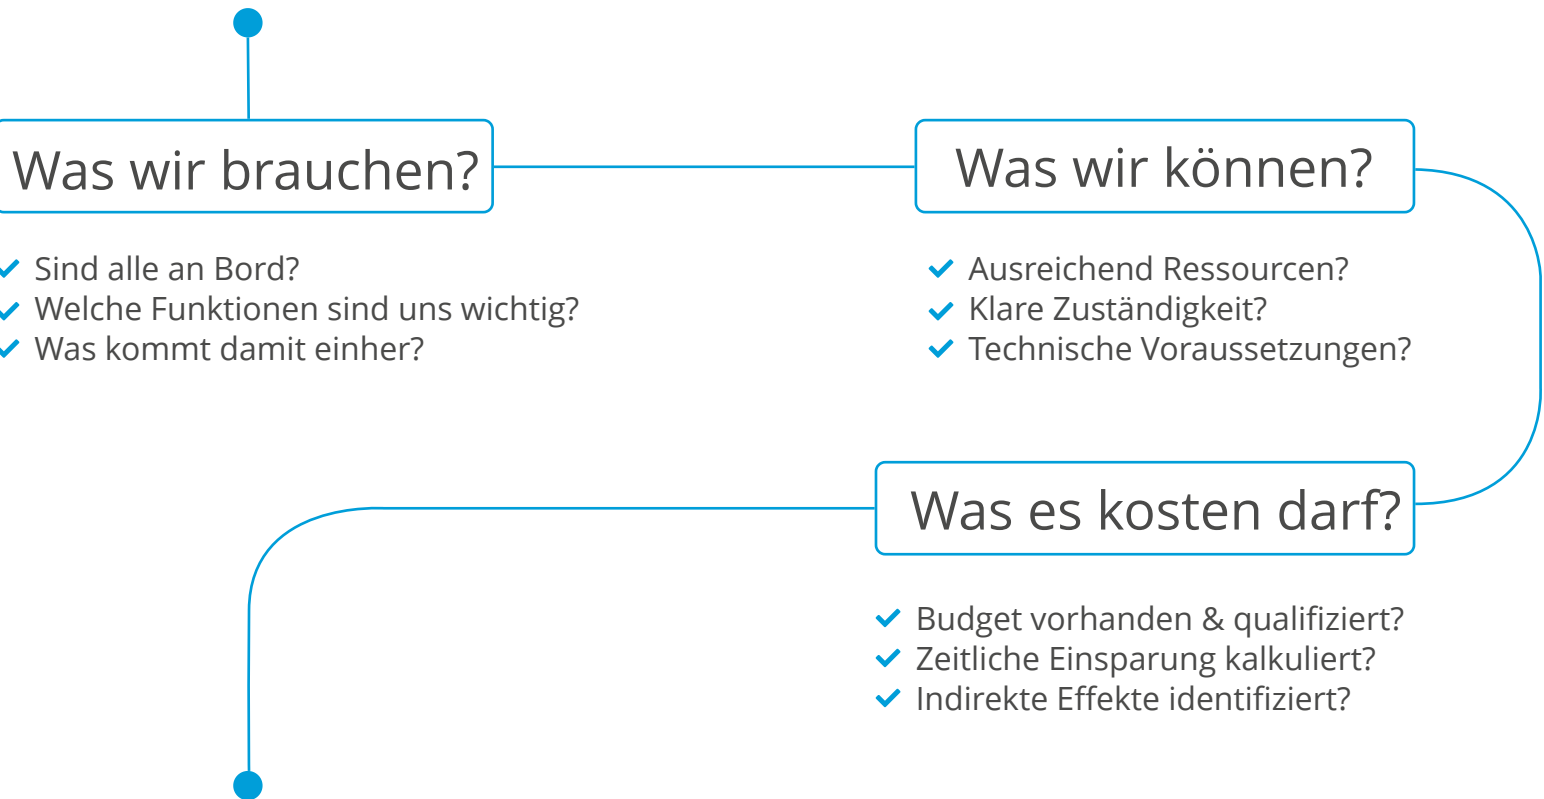 Was wir brauchen?
Sind alle an Bord?
Welche Funktionen sind uns wichtig?
Was kommt damit einher?
Was wir können?
Ausreichend Ressourcen?
Klare Zuständigkeit?
Technische Voraussetzungen?
Was es kosten darf?
Budget vorhanden & qualifiziert?
Zeitliche Einsparung kalkuliert?
Indirekte Effekte identifiziert?